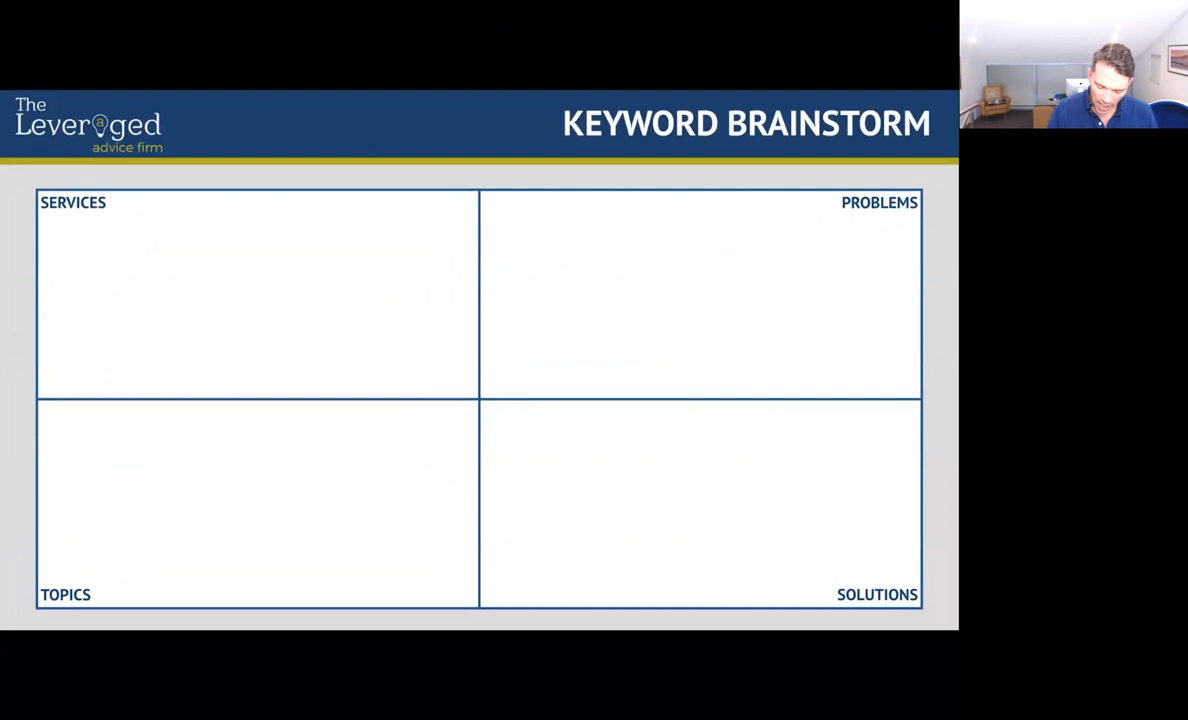 The
Leveraged
advice firm
KEYWORD BRAINSTORM
SERVICES
PROBLEMS
TOPICS
SOLUTIONS